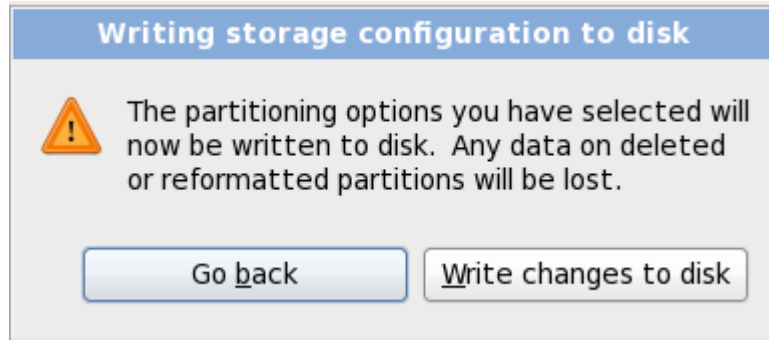 Writing storage configuration to disk
The partitioning options you have selected will
now be written to disk.  Any data on deleted
or reformatted partitions will be lost.
Go back
Write changes to disk